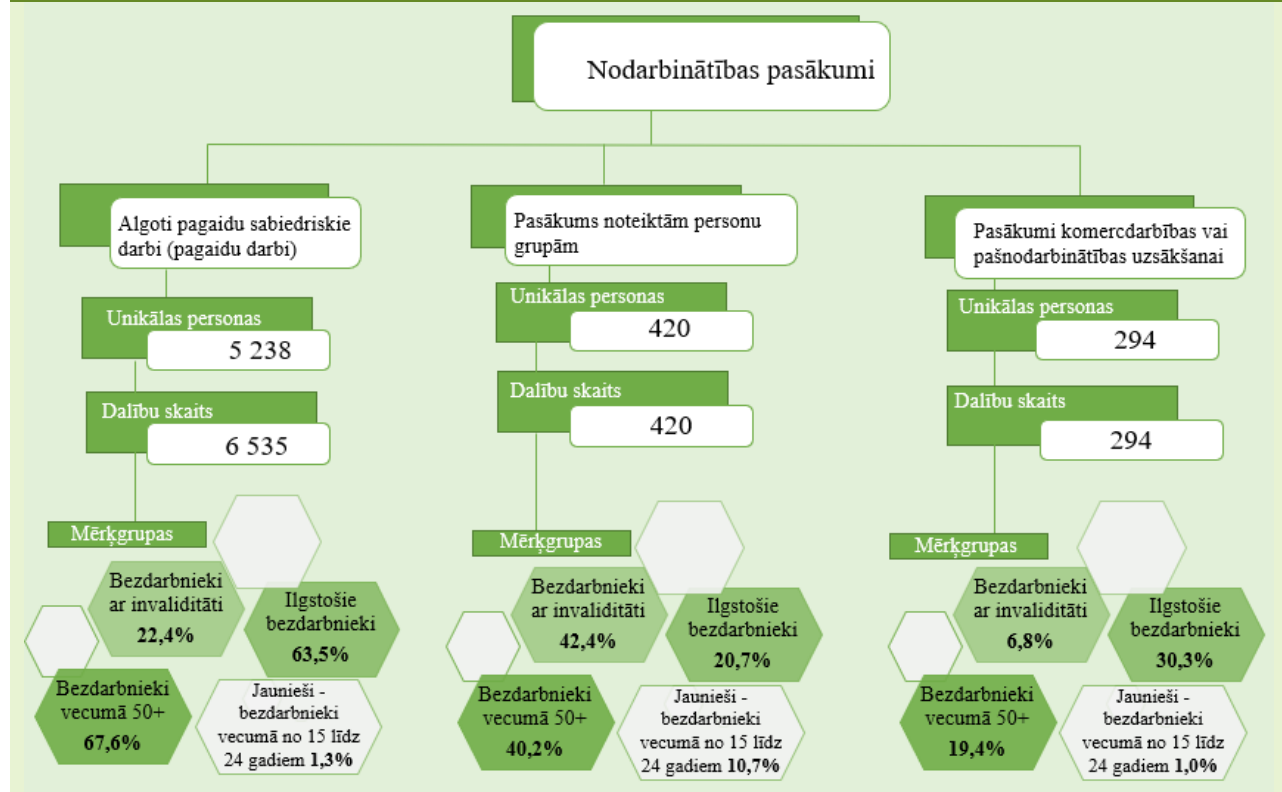 Nodarbinātības pasākumi
Algoti pagaidu sabiedriskie
darbi (pagaidu darbi)
Unikālas personas
5 238
Dalību skaits
6 535
Mērķgrupas
Bezdarbnieki
ar invaliditāti
22,4%
Ilgstošie
bezdarbnieki
63,5%
Bezdarbnieki
vecumā 50+
67,6%
Jaunieši -
bezdarbnieki
vecumā no 15 līdz
24 gadiem 1,3%
Pasākums noteiktām personu
grupām
Unikālas personas
420
Dalību skaits
420
Mērķgrupas
Bezdarbnieki
ar invaliditāti
42,4%
Ilgstošie
bezdarbnieki
20,7%
Bezdarbnieki
vecumā 50+
40,2%
Jaunieši -
bezdarbnieki
vecumā no 15 līdz
24 gadiem 10,7%
Pasākumi komercdarbības vai
pašnodarbinātības uzsākšanai
Unikālas personas
294
Dalību skaits
294
Mērķgrupas
Bezdarbnieki
ar invaliditāti
6,8%
Ilgstošie
bezdarbnieki
30,3%
Bezdarbnieki
vecumā 50+
19,4%
Jaunieši -
bezdarbnieki
vecumā no 15 līdz
24 gadiem 1,0%